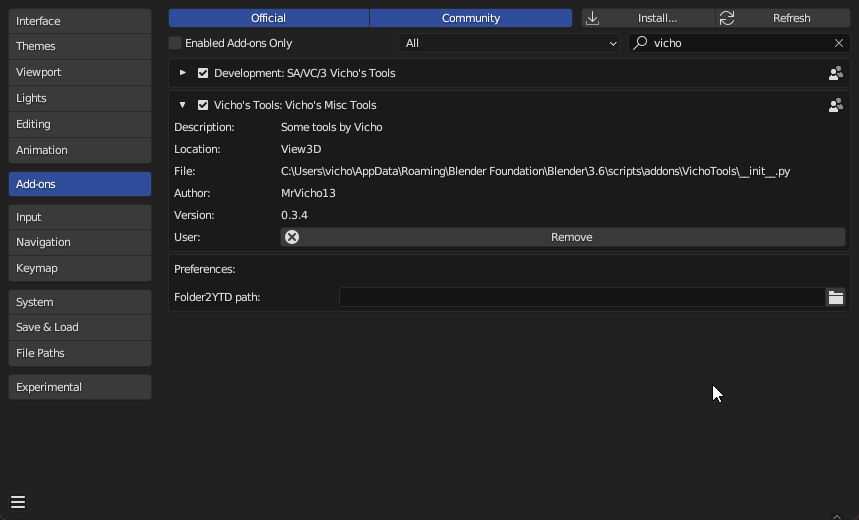 Interface
Themes
Viewport
Lights
Editing
Animation
Add-ons
Input
Navigation
Keymap
System
Save & Load
File Paths
Experimental
Official Community Install... Refresh
Enabled Add-ons Only All vicho
Development: SA/VC/3 Vicho's Tools
Vicho's Tools: Vicho's Misc Tools
Description: Some tools by Vicho
Location: View3D
File: C:\Users\vicho\AppData\Roaming\Blender Foundation\Blender\3.6\scripts\addons\VichoTools\__init__.py
Author: MrVicho13
Version: 0.3.4
User: Remove
Preferences:
Folder2YTD path: